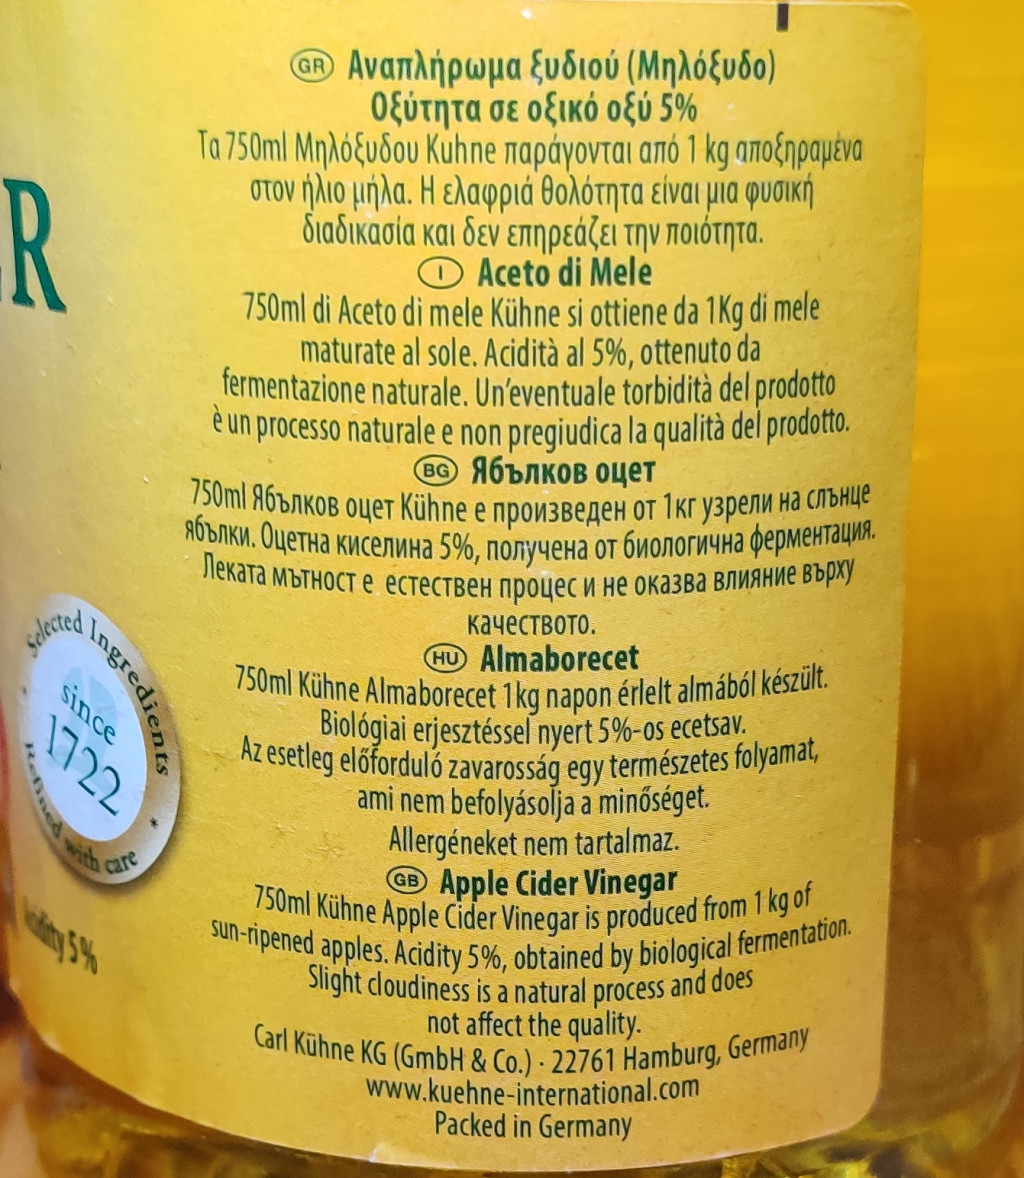 GR Αναπλήρωμα ξυδιού (Μηλόξυδο)
Οξύτητα σε οξικό οξύ 5%
Τα 750ml Μηλόξυδου Kuhne παράγονται από 1 kg αποξηραμένα
στον ήλιο μήλα. Η ελαφριά θολότητα είναι μια φυσική
διαδικασία και δεν επηρεάζει την ποιότητα.
I Aceto di Mele
750ml di Aceto di mele Kühne si ottiene da 1Kg di mele
maturate al sole. Acidità al 5%, ottenuto da
fermentazione naturale. Un'eventuale torbidità del prodotto
è un processo naturale e non pregiudica la qualità del prodotto.
BG Ябълков оцет
750ml Ябълков оцет Kühne е произведен от 1кг узрели на слънце
ябълки. Оцетна киселина 5%, получена от биологична ферментация.
Леката мътност е естествен процес и не оказва влияние върху
качеството.
HU Almaborecet
750ml Kühne Almaborecet 1kg napon érlelt almából készült.
Biológiai erjesztéssel nyert 5%-os ecetsav.
Az esetleg előforduló zavarosság egy természetes folyamat,
ami nem befolyásolja a minőséget.
Allergéneket nem tartalmaz.
GB Apple Cider Vinegar
750ml Kühne Apple Cider Vinegar is produced from 1 kg of
sun-ripened apples. Acidity 5%, obtained by biological fermentation.
Slight cloudiness is a natural process and does
not affect the quality.
Carl Kühne KG (GmbH & Co.) · 22761 Hamburg, Germany
www.kuehne-international.com
Packed in Germany
R
Selected Ingredients
since
1722
Refined with care *
Acidity 5%